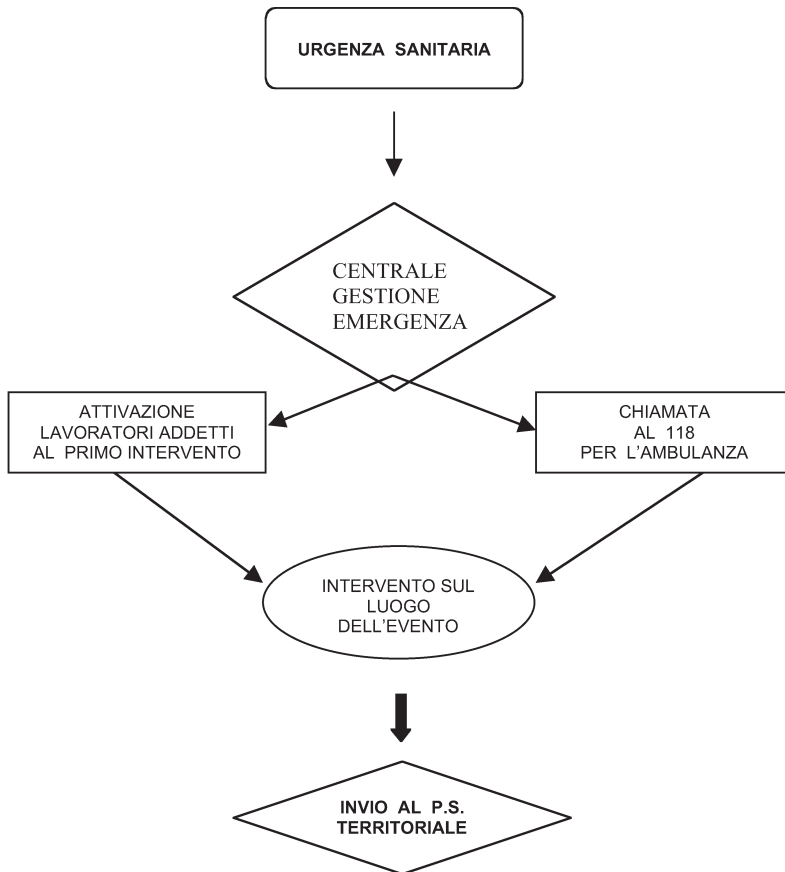 URGENZA SANITARIA
CENTRALE
GESTIONE
EMERGENZA
ATTIVAZIONE
LAVORATORI ADDETTI
AL PRIMO INTERVENTO
CHIAMATA
AL 118
PER L'AMBULANZA
INTERVENTO SUL
LUOGO
DELL'EVENTO
INVIO AL P.S.
TERRITORIALE